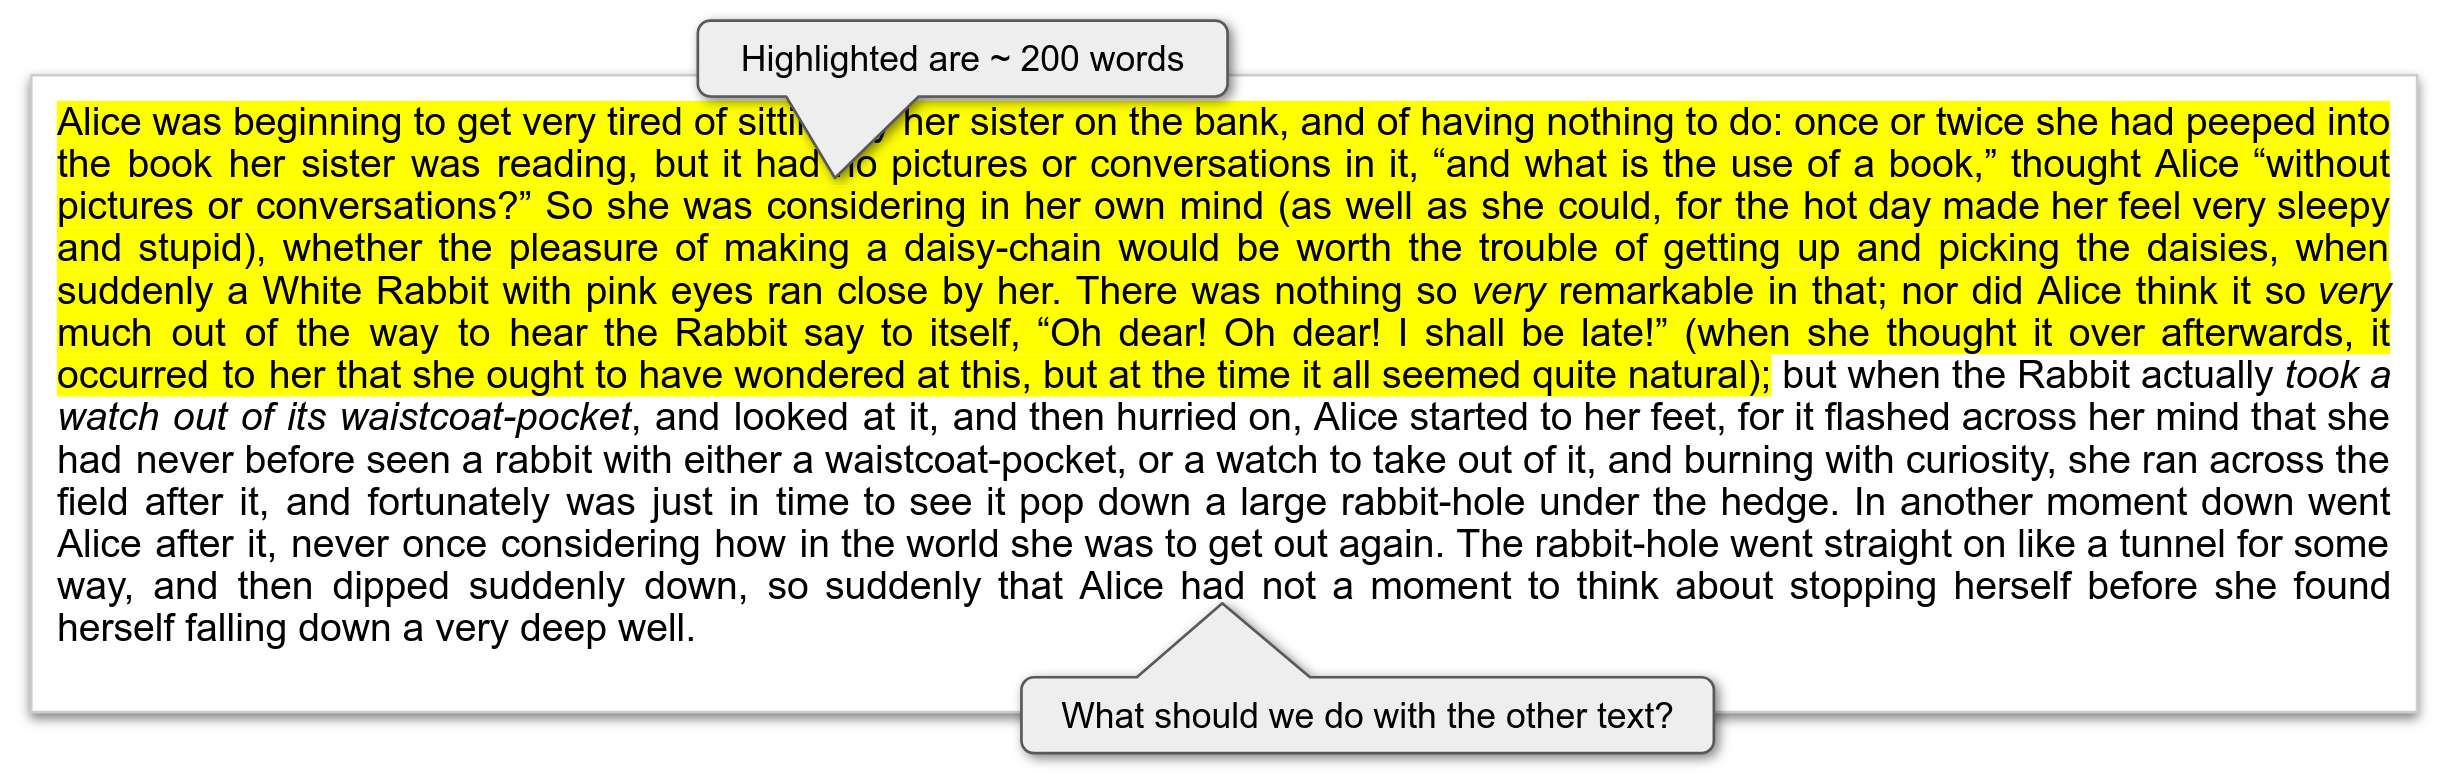 Highlighted are ~ 200 words
Alice was beginning to get very tired of sitti her sister on the bank, and of having nothing to do: once or twice she had peeped into
the book her sister was reading, but it had no pictures or conversations in it, “and what is the use of a book,” thought Alice “without
pictures or conversations?” So she was considering in her own mind (as well as she could, for the hot day made her feel very sleepy
and stupid), whether the pleasure of making a daisy-chain would be worth the trouble of getting up and picking the daisies, when
suddenly a White Rabbit with pink eyes ran close by her. There was nothing so very remarkable in that; nor did Alice think it so very
much out of the way to hear the Rabbit say to itself, “Oh dear! Oh dear! I shall be late!” (when she thought it over afterwards, it
occurred to her that she ought to have wondered at this, but at the time it all seemed quite natural); but when the Rabbit actually took a
watch out of its waistcoat-pocket, and looked at it, and then hurried on, Alice started to her feet, for it flashed across her mind that she
had never before seen a rabbit with either a waistcoat-pocket, or a watch to take out of it, and burning with curiosity, she ran across the
field after it, and fortunately was just in time to see it pop down a large rabbit-hole under the hedge. In another moment down went
Alice after it, never once considering how in the world she was to get out again. The rabbit-hole went straight on like a tunnel for some
way, and then dipped suddenly down, so suddenly that Alice had not a moment to think about stopping herself before she found
herself falling down a very deep well.
What should we do with the other text?